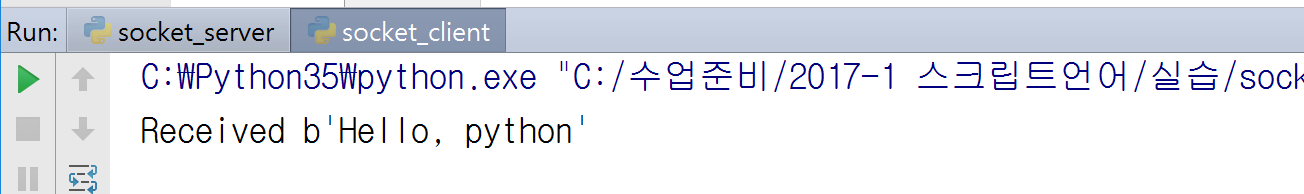 Run: socket_server socket_client
C:₩Python35₩python.exe "C:/수업준비/2017-1 스크립트언어/실습/sock
Received b'Hello, python'